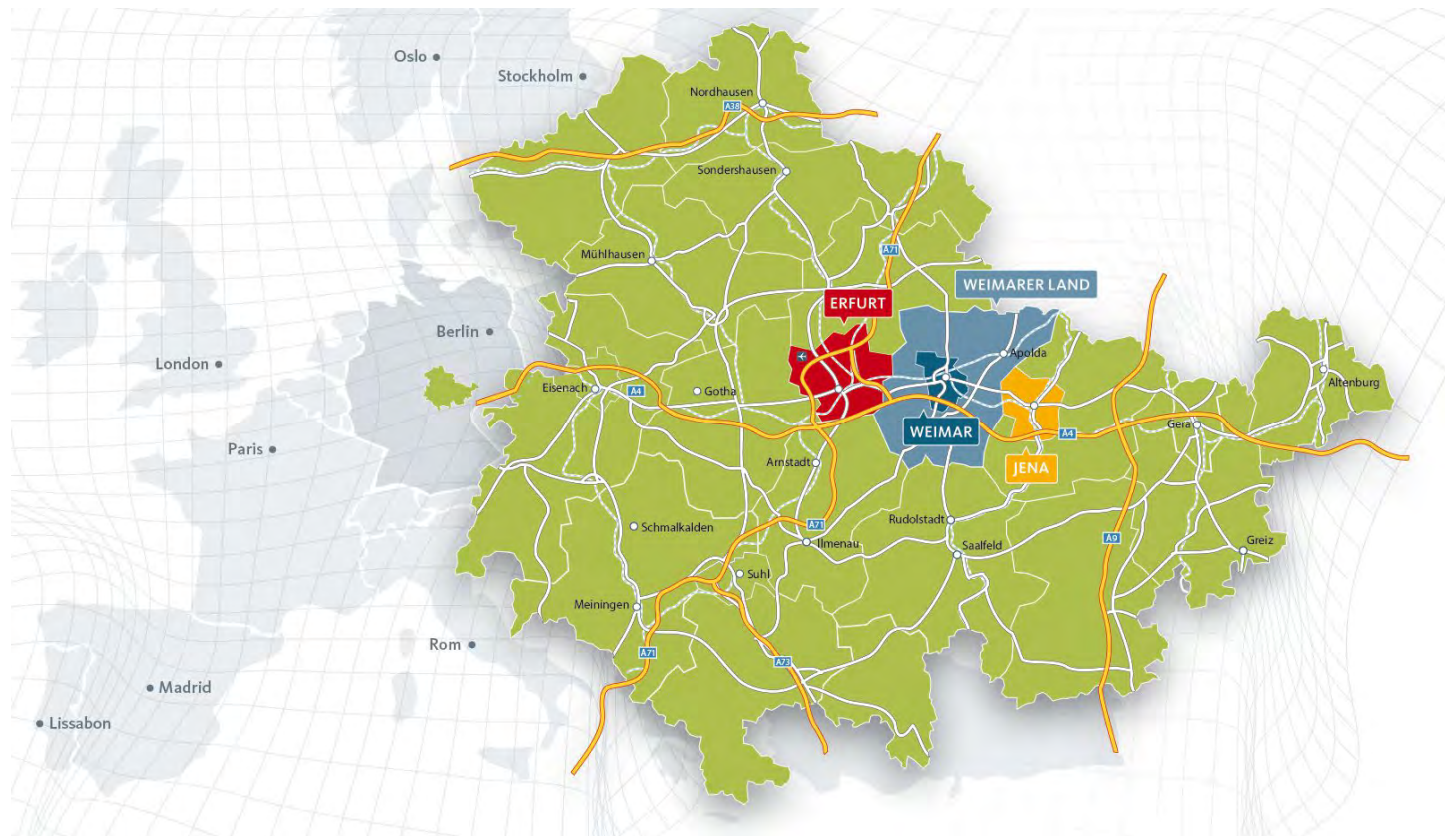 Oslo
Stockholm
Nordhausen
A38
Sondershausen
A71
Mühlhausen
WEIMARER LAND
ERFURT
Berlin
London
Apolda
Altenburg
Eisenach
A4
Gotha
WEIMAR
Gera
A4
Paris
Arnstadt
JENA
Schmalkalden
A71
Rudolstadt
Ilmenau
Saalfeld
A9
Greiz
Suhl
Meiningen
Rom
A71
A73
Madrid
Lissabon